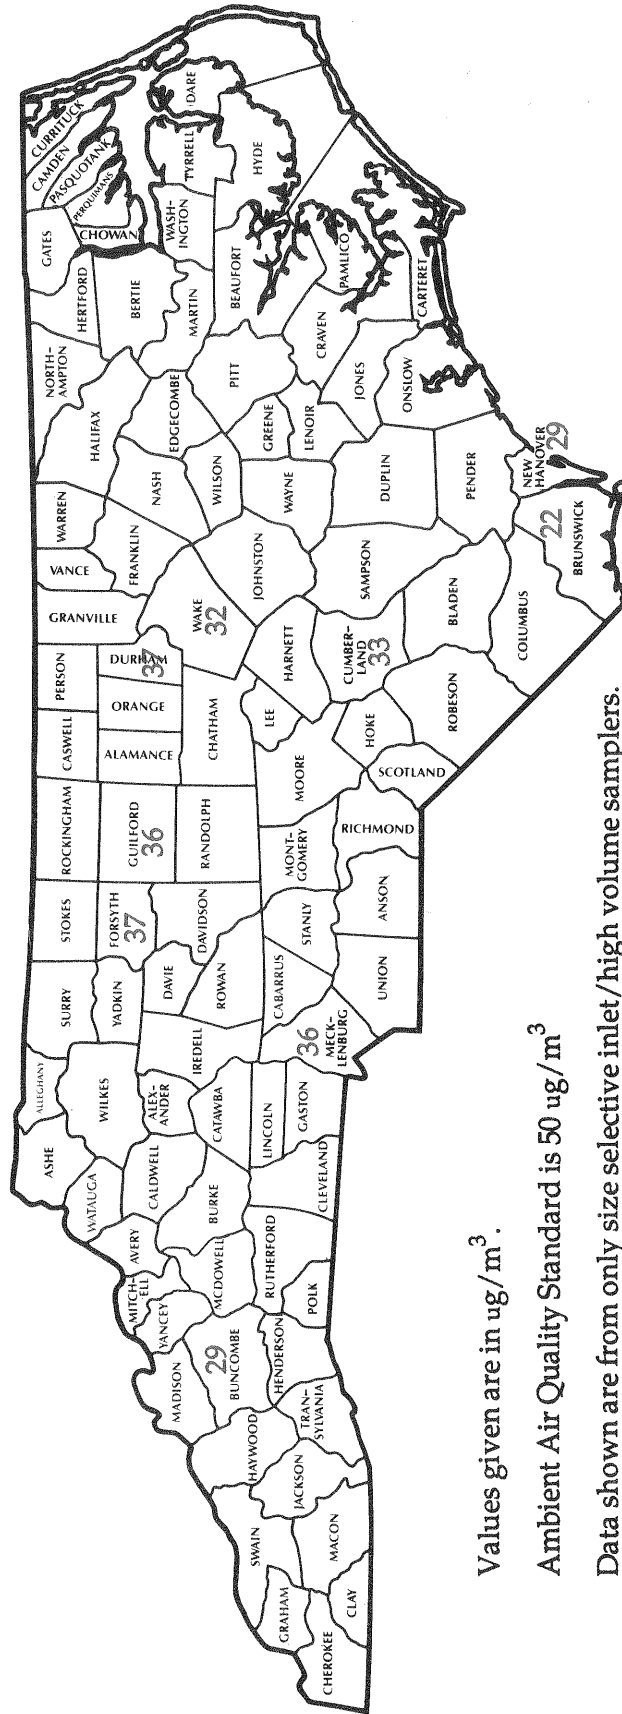 ASHE
ALLEGHANY
SURRY
STOKES
ROCKINGHAM
CASWELL
PERSON
GRANVILLE
VANCE
WARREN
NORTH-
AMPTON
GATES
HERTFORD
CURRITUCK
CAMDEN
PASQUOTANK
PERQUIMANS
CHOWAN
WATAUGA
WILKES
YADKIN
FORSYTH
37
GUILFORD
36
ALAMANCE
ORANGE
DURHAM
37
FRANKLIN
HALIFAX
BERTIE
MITCH-
ELL
AVERY
CALDWELL
ALEX-
ANDER
DAVIE
NASH
EDGECOMBE
MARTIN
WASH-
INGTON
TYRRELL
DARE
MADISON
YANCEY
MCDOWELL
BURKE
CATAWBA
IREDELL
ROWAN
DAVIDSON
RANDOLPH
CHATHAM
WAKE
32
WILSON
PITT
BEAUFORT
HYDE
SWAIN
HAYWOOD
29
BUNCOMBE
RUTHERFORD
LINCOLN
CABARRUS
LEE
JOHNSTON
GREENE
GRAHAM
JACKSON
HENDERSON
POLK
CLEVELAND
GASTON
36
MECK-
LENBURG
STANLY
MONT-
GOMERY
MOORE
HARNETT
WAYNE
LENOIR
CRAVEN
PAMLICO
CHEROKEE
CLAY
MACON
TRAN-
SYLVANIA
UNION
ANSON
RICHMOND
SCOTLAND
HOKE
CUMBER-
LAND
33
SAMPSON
DUPLIN
JONES
ONSLOW
CARTERET
ROBESON
BLADEN
PENDER
COLUMBUS
NEW
HANOVER
29
22
BRUNSWICK
Values given are in ug/m³.
Ambient Air Quality Standard is 50 ug/m³
Data shown are from only size selective inlet/high volume samplers.